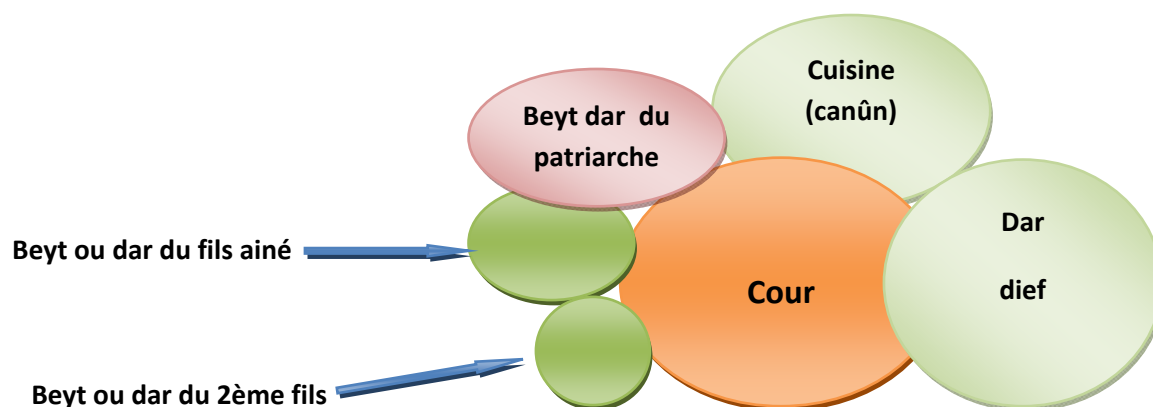 Cuisine
(canûn)
Beyt dar du
patriarche
Dar
dief
Beyt ou dar du fils ainé
Cour
Beyt ou dar du 2ème fils